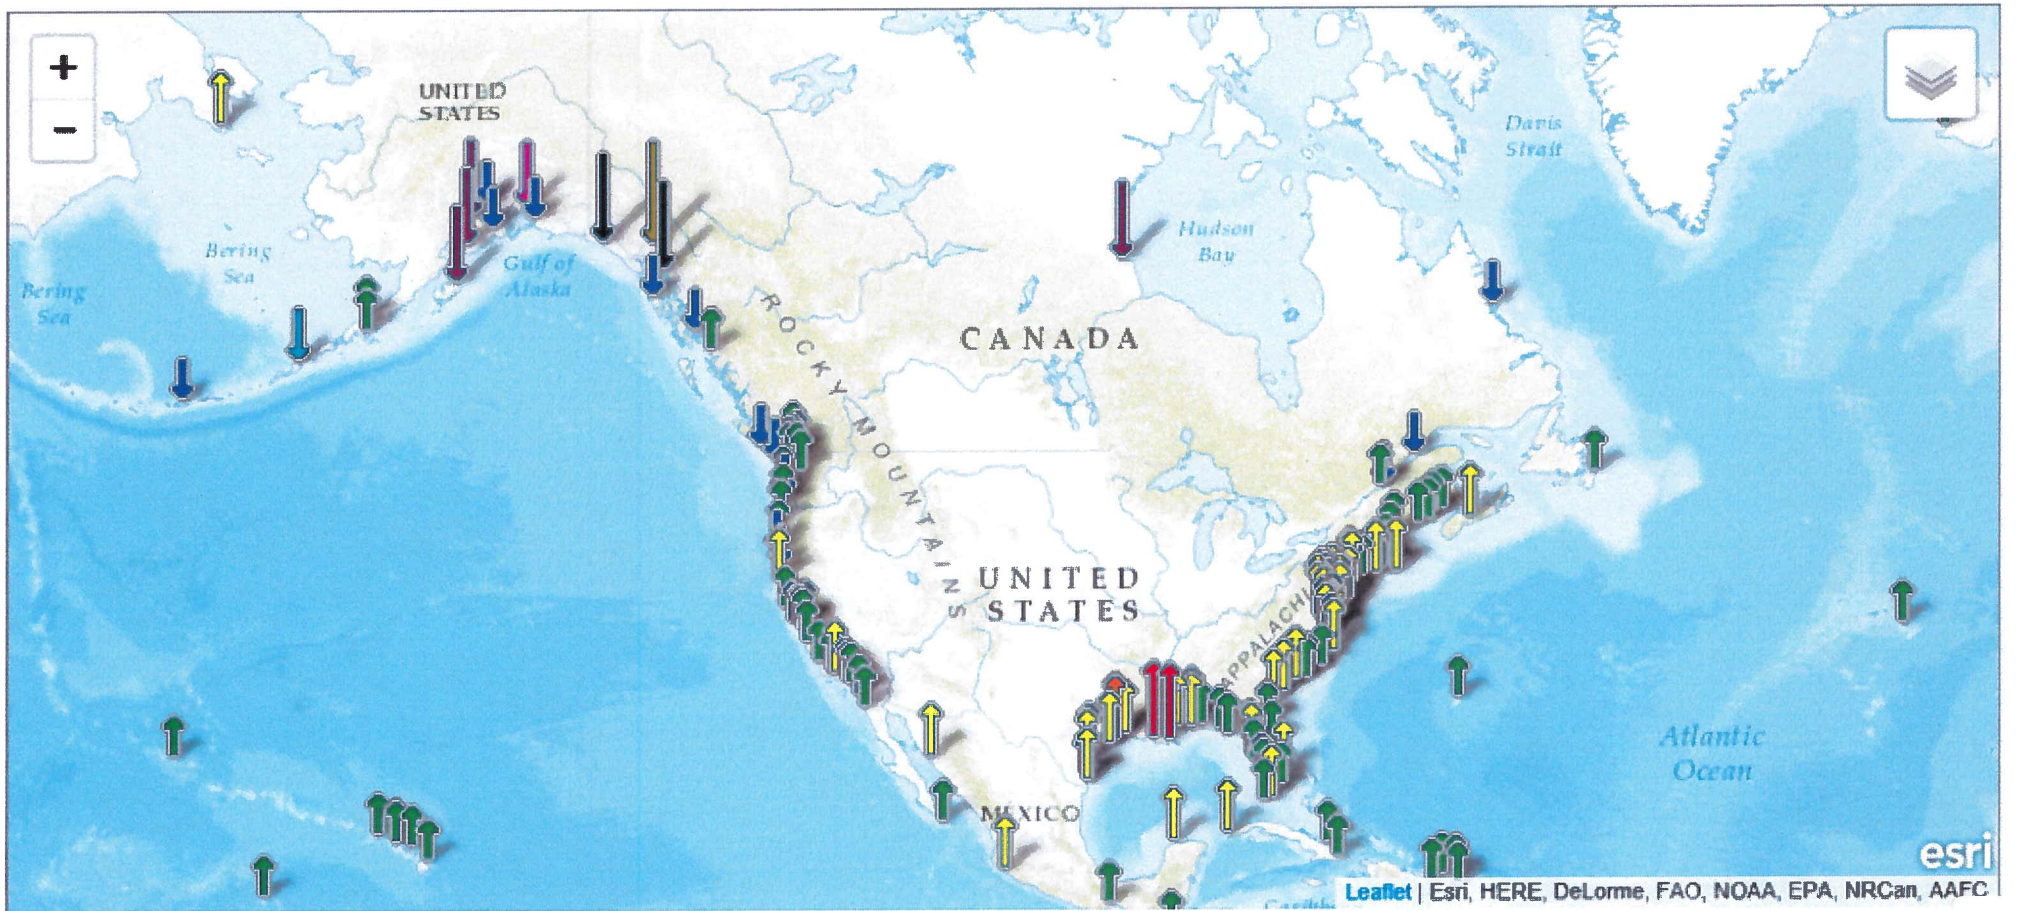 +
−
UNITED
STATES
Davis
Strait
Bering
Sea
Bering
Sea
Gulf of
Alaska
Hudson
Bay
CANADA
ROCKY MOUNTAINS
UNITED
STATES
MEXICO
Atlantic
Ocean
esri
Leaflet | Esri, HERE, DeLorme, FAO, NOAA, EPA, NRCan, AAFC